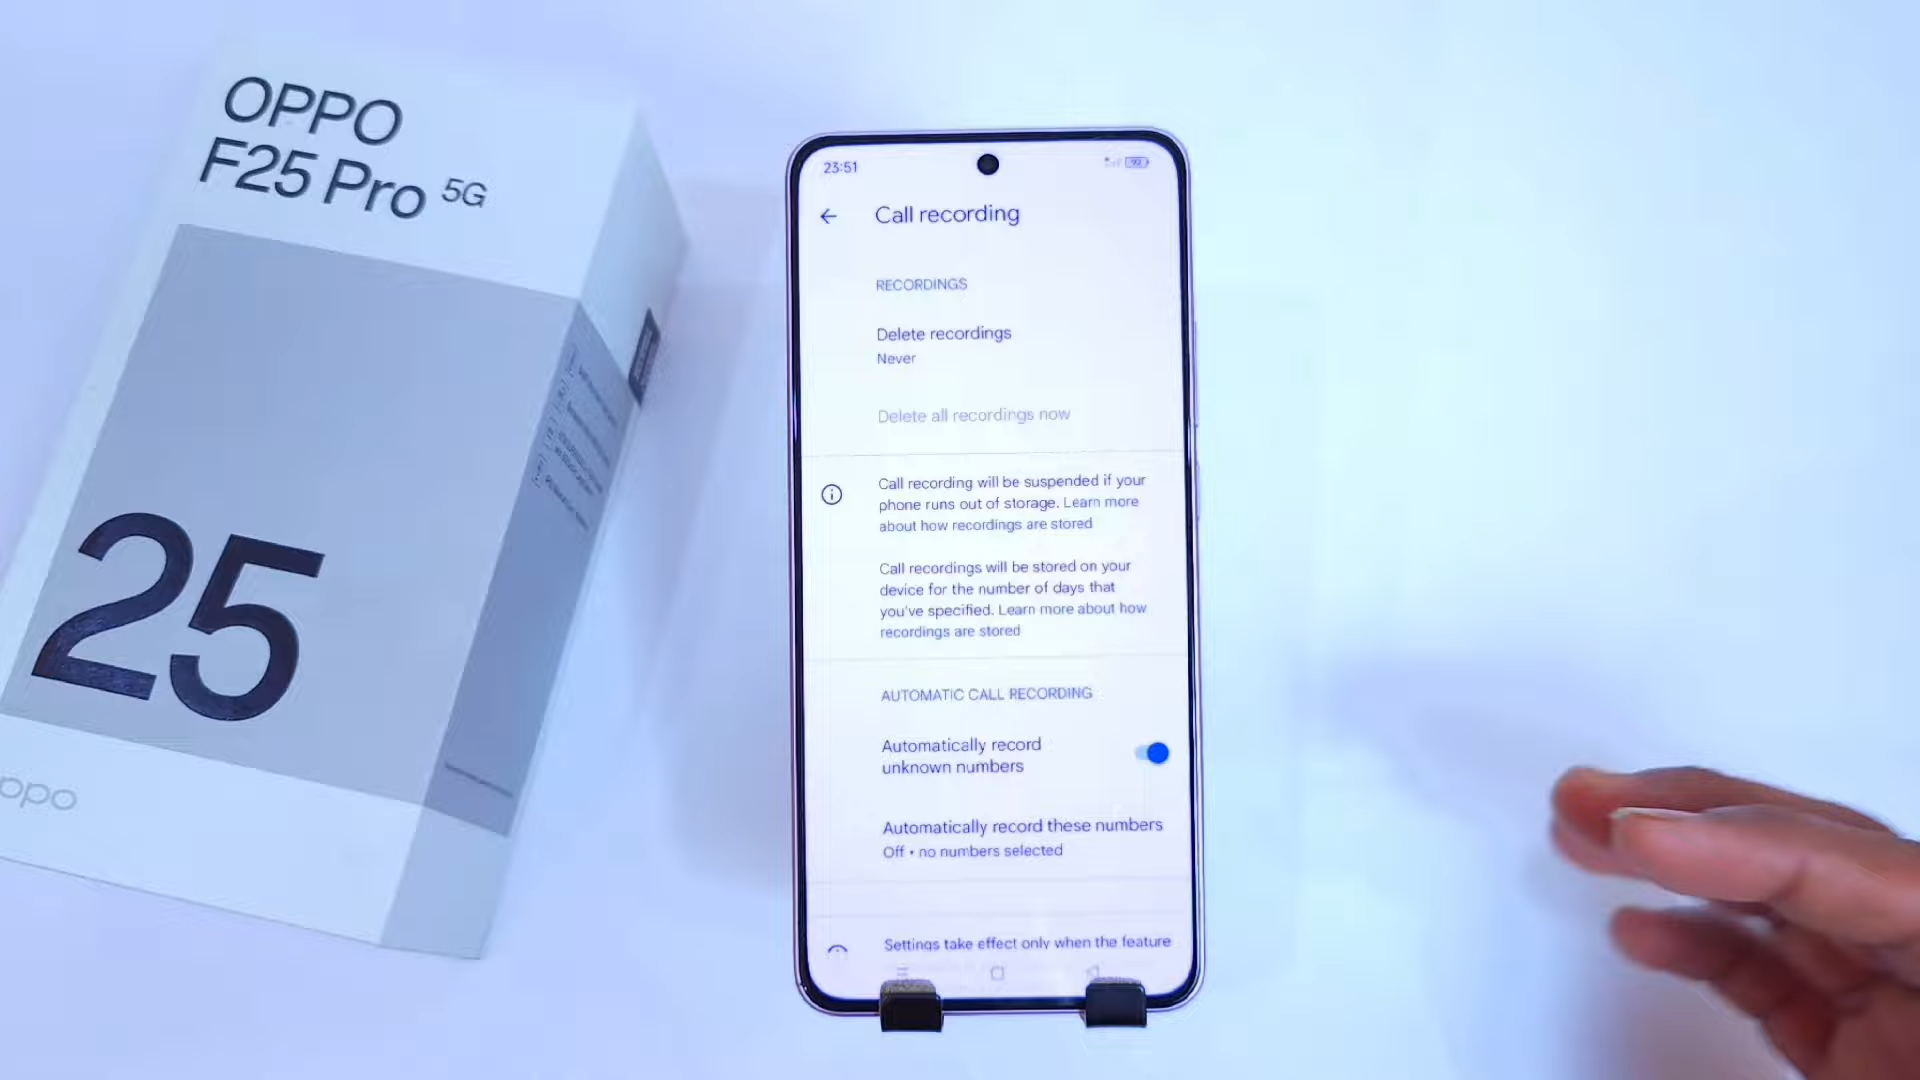 OPPO
F25 Pro 5G
25
oppo
23:51
92
Call recording
RECORDINGS
Delete recordings
Never
Delete all recordings now
Call recording will be suspended if your
phone runs out of storage. Learn more
about how recordings are stored
Call recordings will be stored on your
device for the number of days that
you've specified. Learn more about how
recordings are stored
AUTOMATIC CALL RECORDING
Automatically record
unknown numbers
Automatically record these numbers
Off • no numbers selected
Settings take effect only when the feature